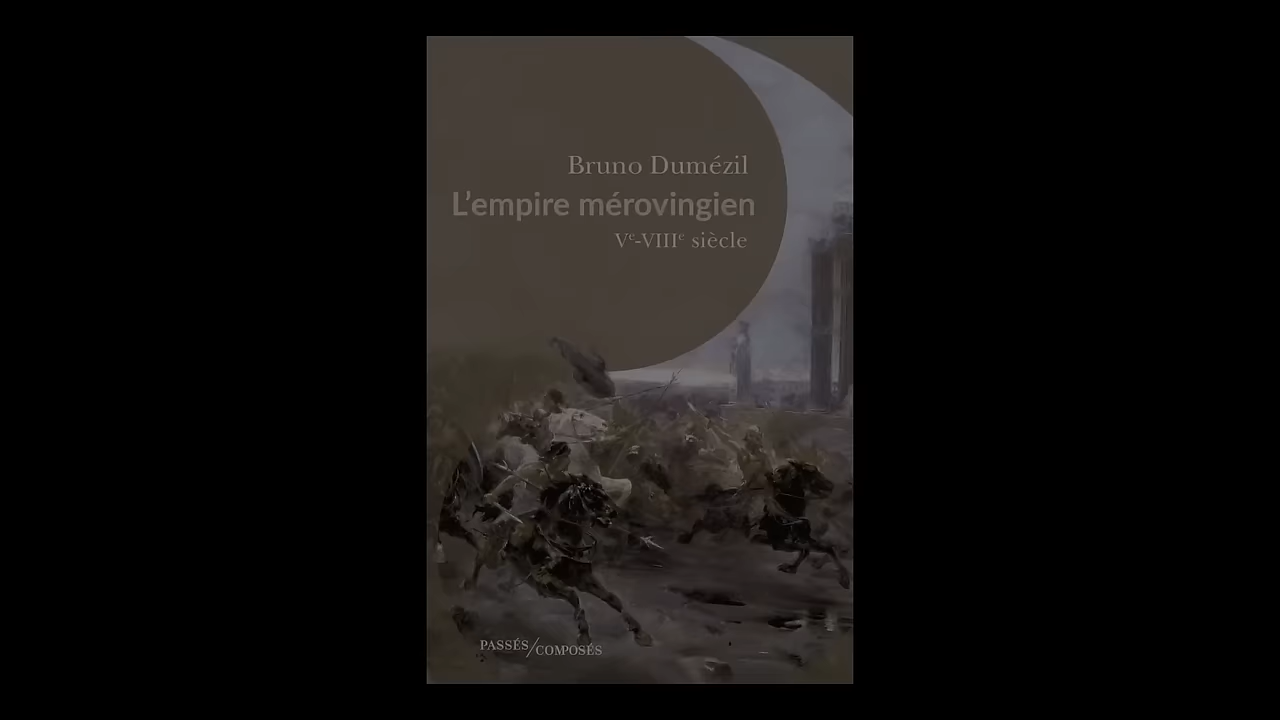 Bruno Dumézil
L’empire mérovingien
Vᵉ-VIIIᵉ siècle
PASSÉS/COMPOSÉS